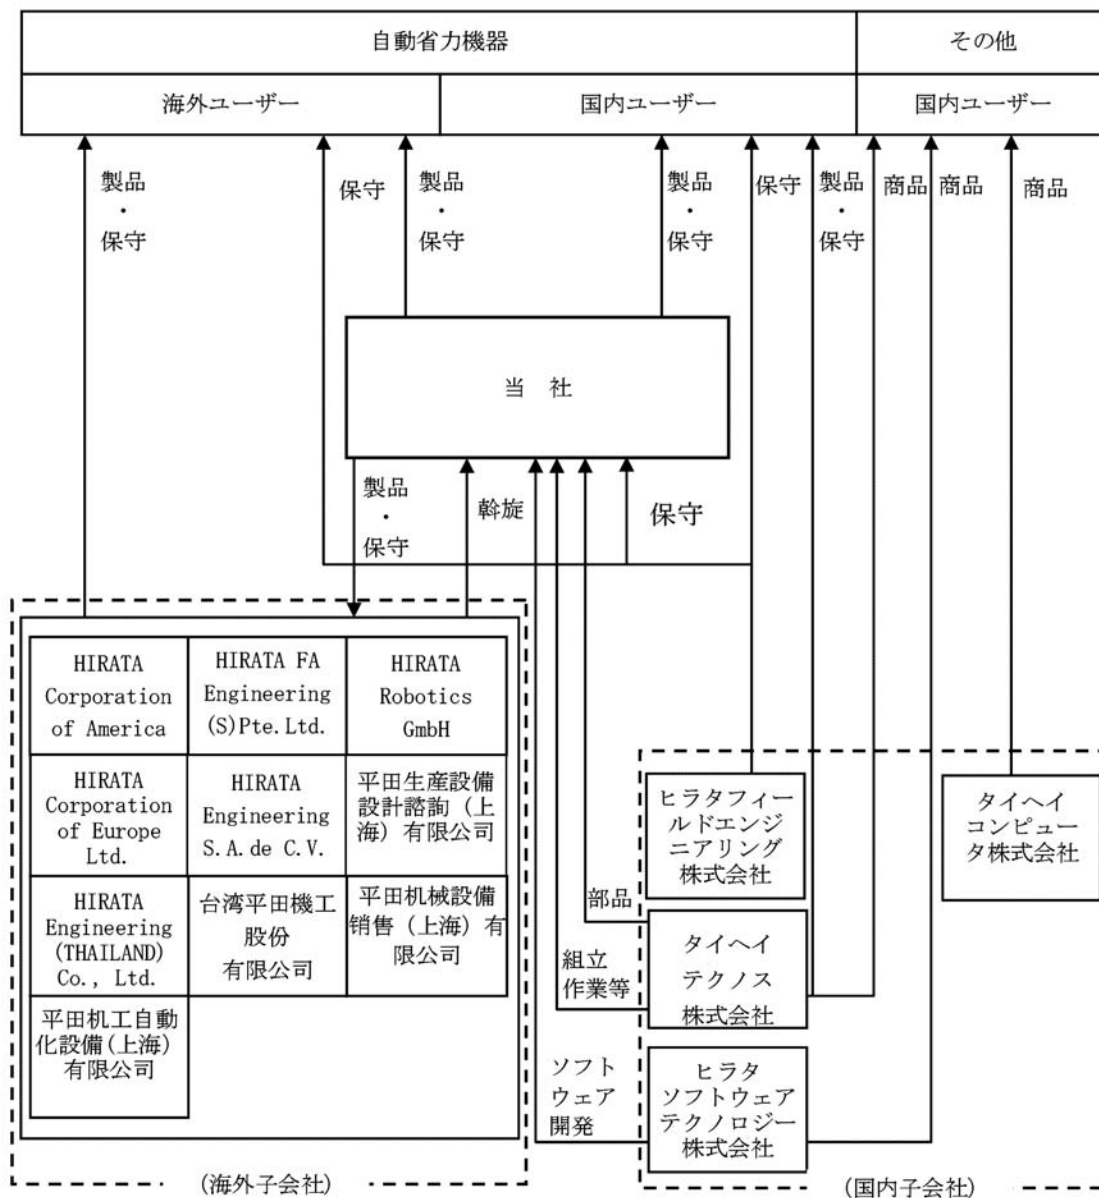 自動省力機器
その他
海外ユーザー
国内ユーザー
国内ユーザー
製品
・
保守
保守
製品
・
保守
製品
・
保守
保守
製品
・
保守
商品
商品
商品
当 社
製品
・
保守
斡旋
保守
HIRATA
Corporation
of America
HIRATA FA
Engineering
(S)Pte.Ltd.
HIRATA
Robotics
GmbH
HIRATA
Corporation
of Europe
Ltd.
HIRATA
Engineering
S.A.de C.V.
平田生産設備
設計諮詢（上
海）有限公司
HIRATA
Engineering
(THAILAND)
Co., Ltd.
台湾平田機工
股份
有限公司
平田机械設備
销售（上海）有
限公司
平田机工自動
化設備(上海)
有限公司
(海外子会社)
ヒラタフィー
ルドエンジ
ニアリング
株式会社
タイヘイ
コンピュー
タ株式会社
部品
組立
作業等
タイヘイ
テクノス
株式会社
ソフト
ウェア
開発
ヒラタ
ソフトウェア
テクノロジー
株式会社
(国内子会社)